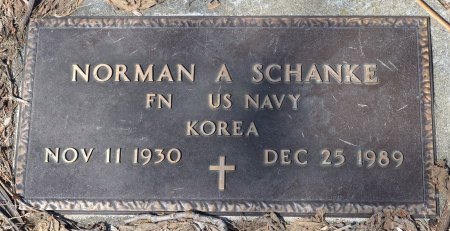 NORMAN A SCHANKE
FN US NAVY
KOREA
NOV 11 1930 DEC 25 1989